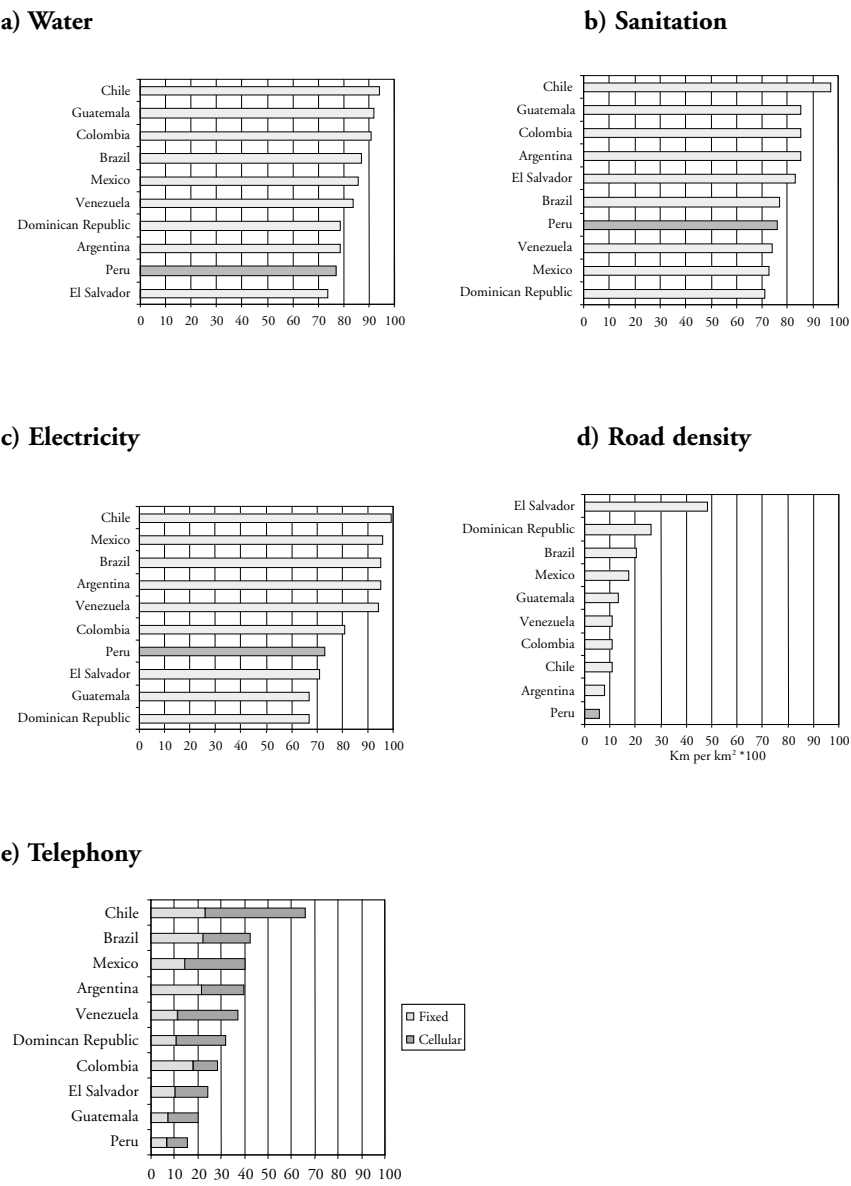 a) Water
Chile
Guatemala
Colombia
Brazil
Mexico
Venezuela
Dominican Republic
Argentina
Peru
El Salvador
0 10 20 30 40 50 60 70 80 90 100
b) Sanitation
Chile
Guatemala
Colombia
Argentina
El Salvador
Brazil
Peru
Venezuela
Mexico
Dominican Republic
0 10 20 30 40 50 60 70 80 90 100
c) Electricity
Chile
Mexico
Brazil
Argentina
Venezuela
Colombia
Peru
El Salvador
Guatemala
Dominican Republic
0 10 20 30 40 50 60 70 80 90 100
d) Road density
El Salvador
Dominican Republic
Brazil
Mexico
Guatemala
Venezuela
Colombia
Chile
Argentina
Peru
0 10 20 30 40 50 60 70 80 90 100
Km per km² *100
e) Telephony
Chile
Brazil
Mexico
Argentina
Venezuela
Domincan Republic
Colombia
El Salvador
Guatemala
Peru
0 10 20 30 40 50 60 70 80 90 100
Fixed
Cellular